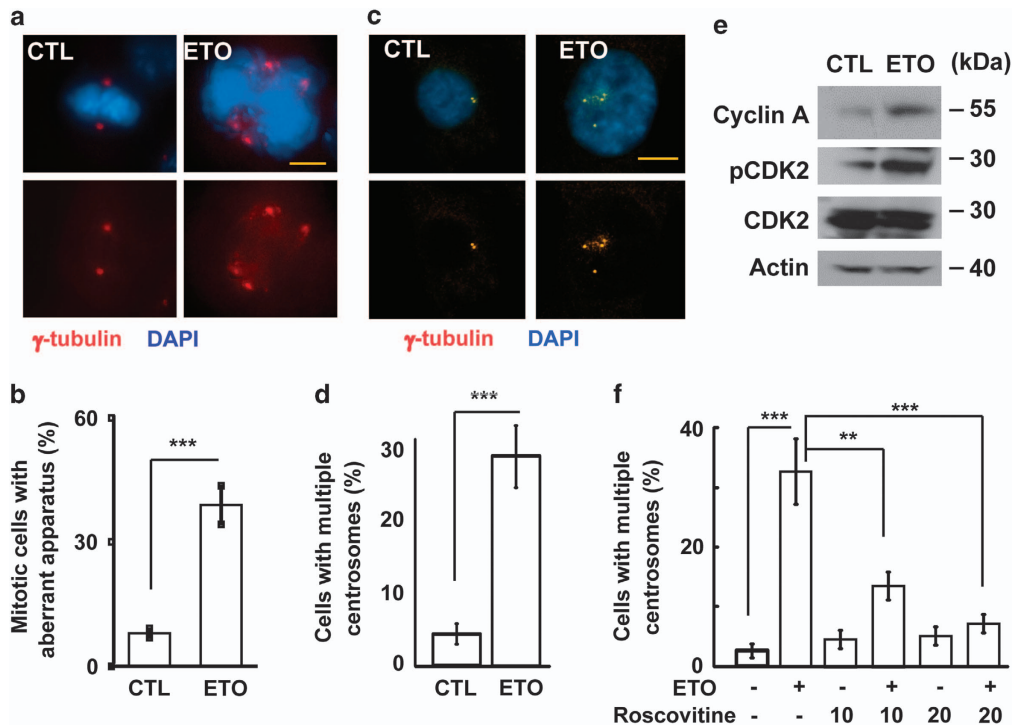 a
CTL ETO
γ-tubulin DAPI
c
CTL ETO
γ-tubulin DAPI
e
CTL ETO (kDa)
Cyclin A – 55
pCDK2 – 30
CDK2 – 30
Actin – 40
b
Mitotic cells with
aberrant apparatus (%)
60
30
0
***
CTL ETO
d
Cells with multiple
centrosomes (%)
30
20
10
0
***
CTL ETO
f
Cells with multiple
centrosomes (%)
40
20
0
*** ** ***
ETO - + - + - +
Roscovitine - - 10 10 20 20